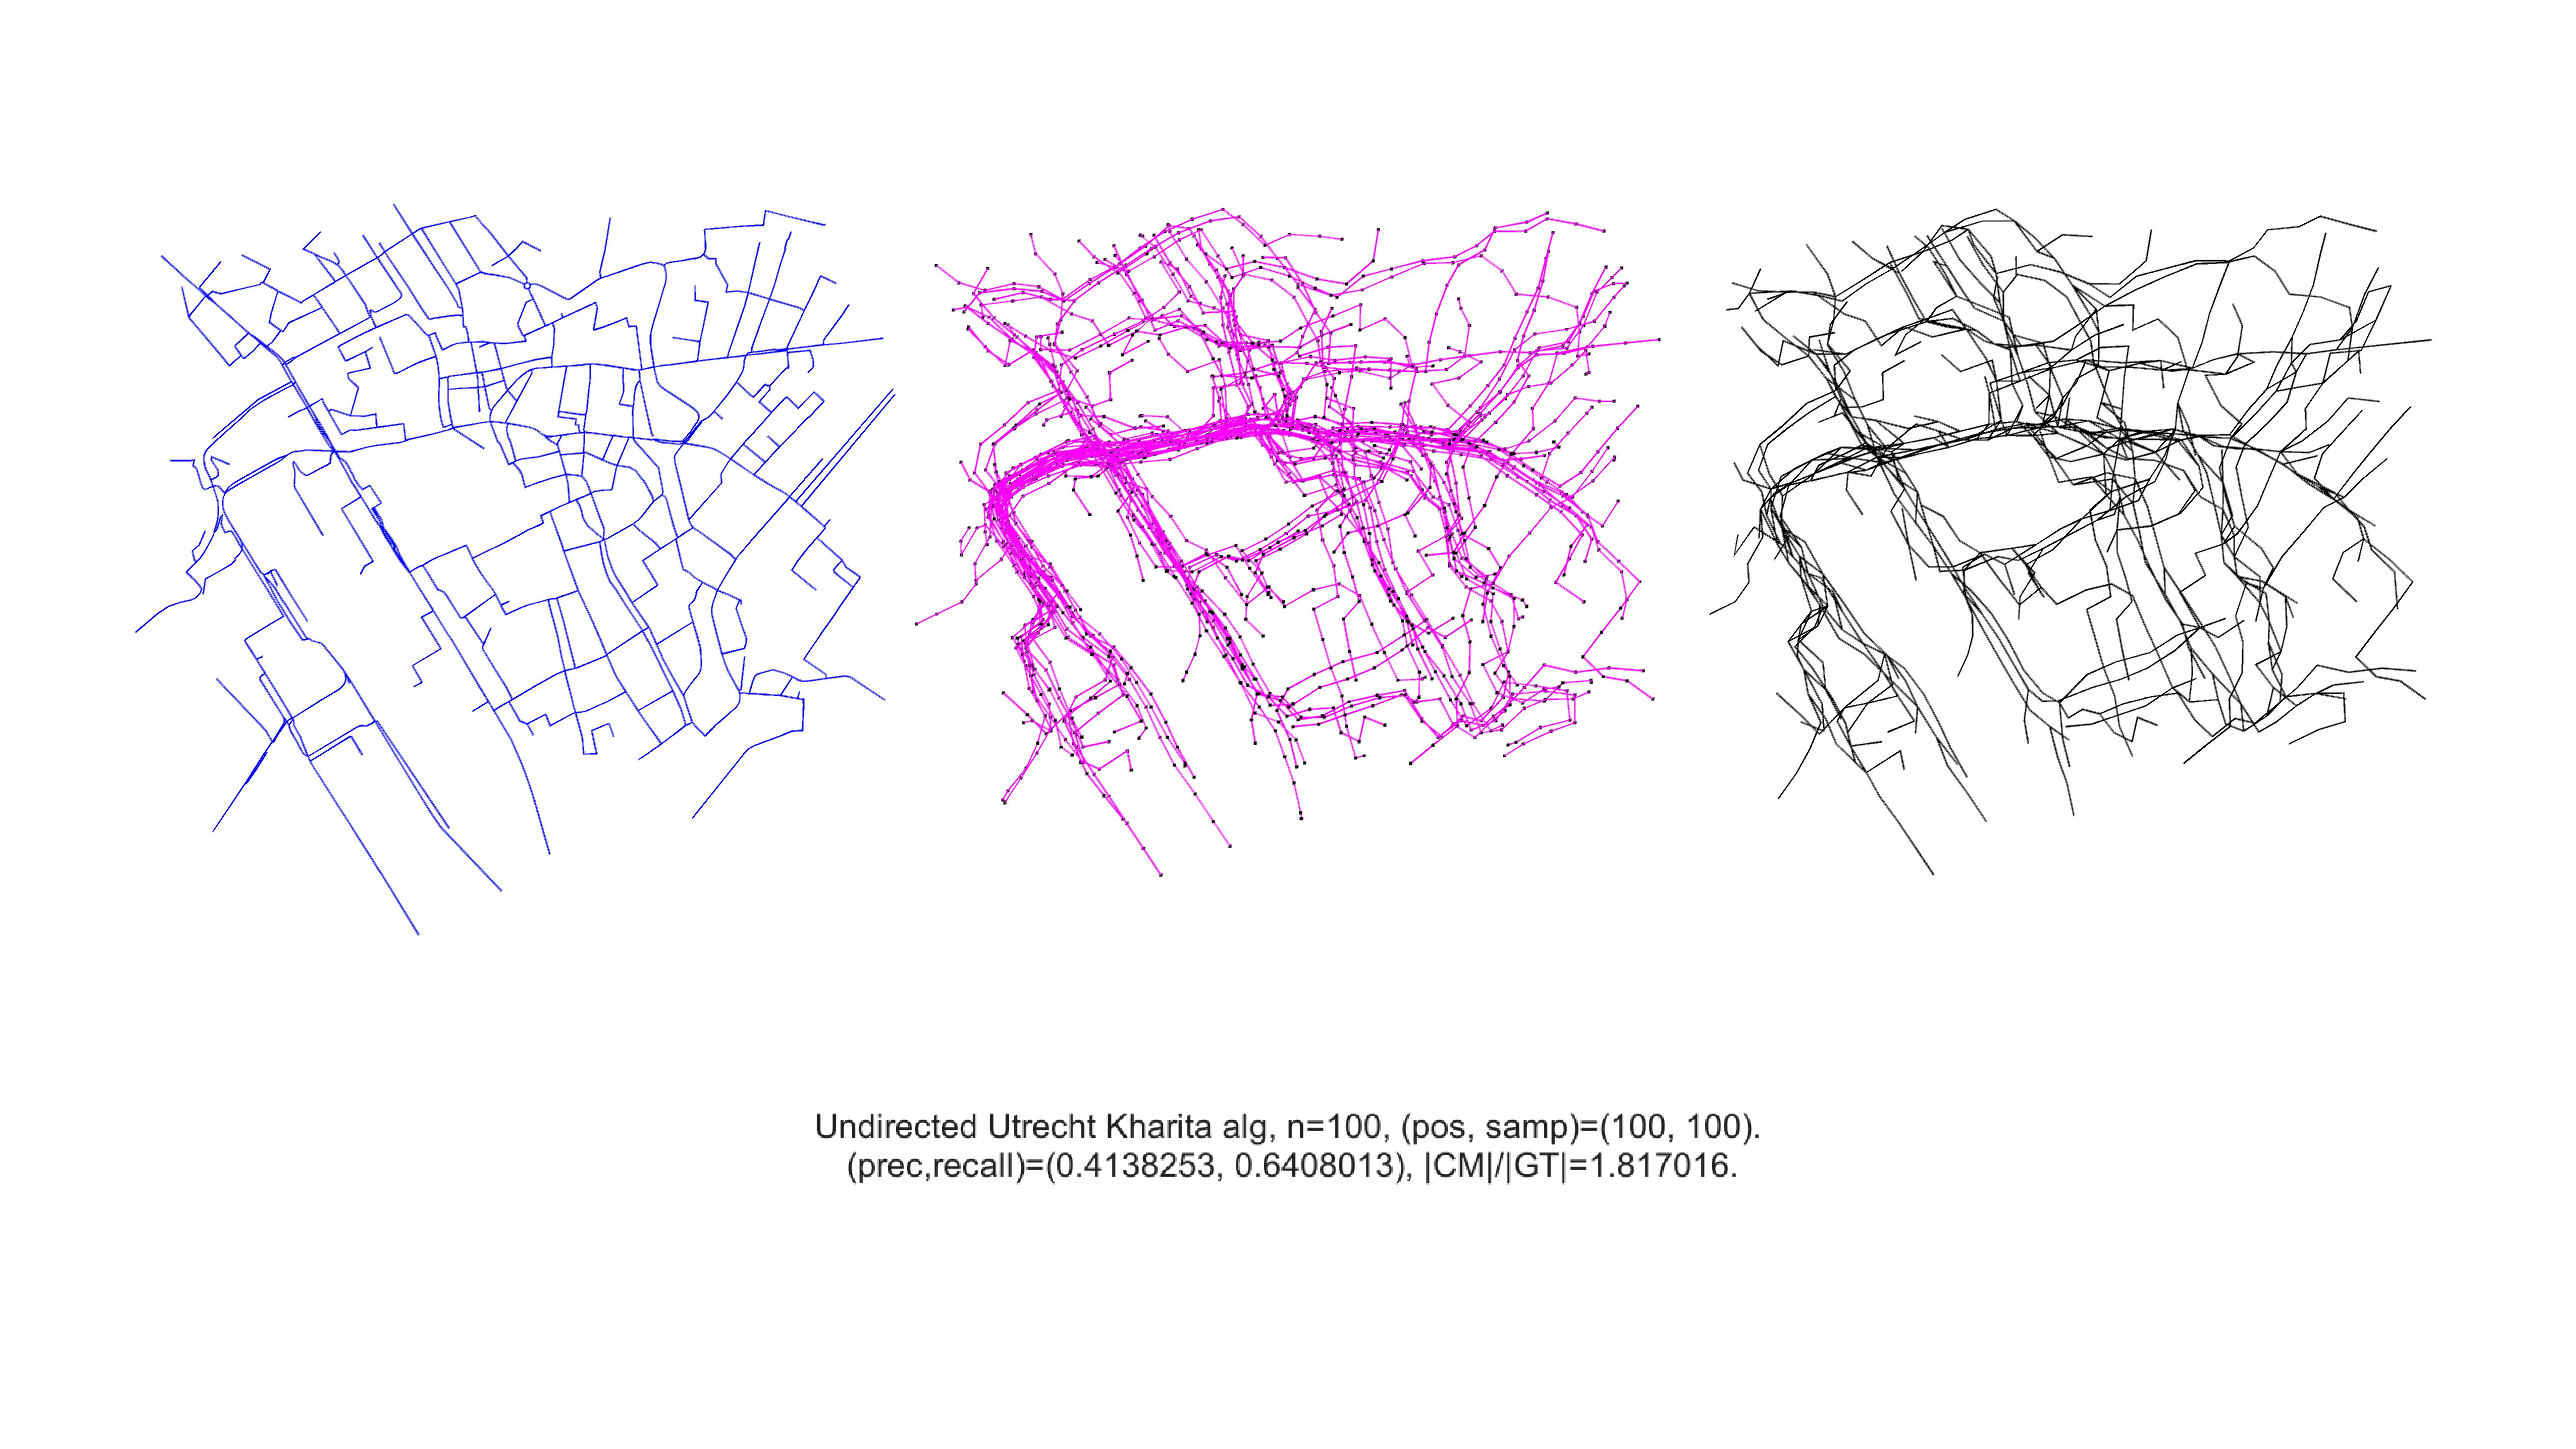 Undirected Utrecht Kharita alg, n=100, (pos, samp)=(100, 100).
(prec,recall)=(0.4138253, 0.6408013), |CM|/|GT|=1.817016.